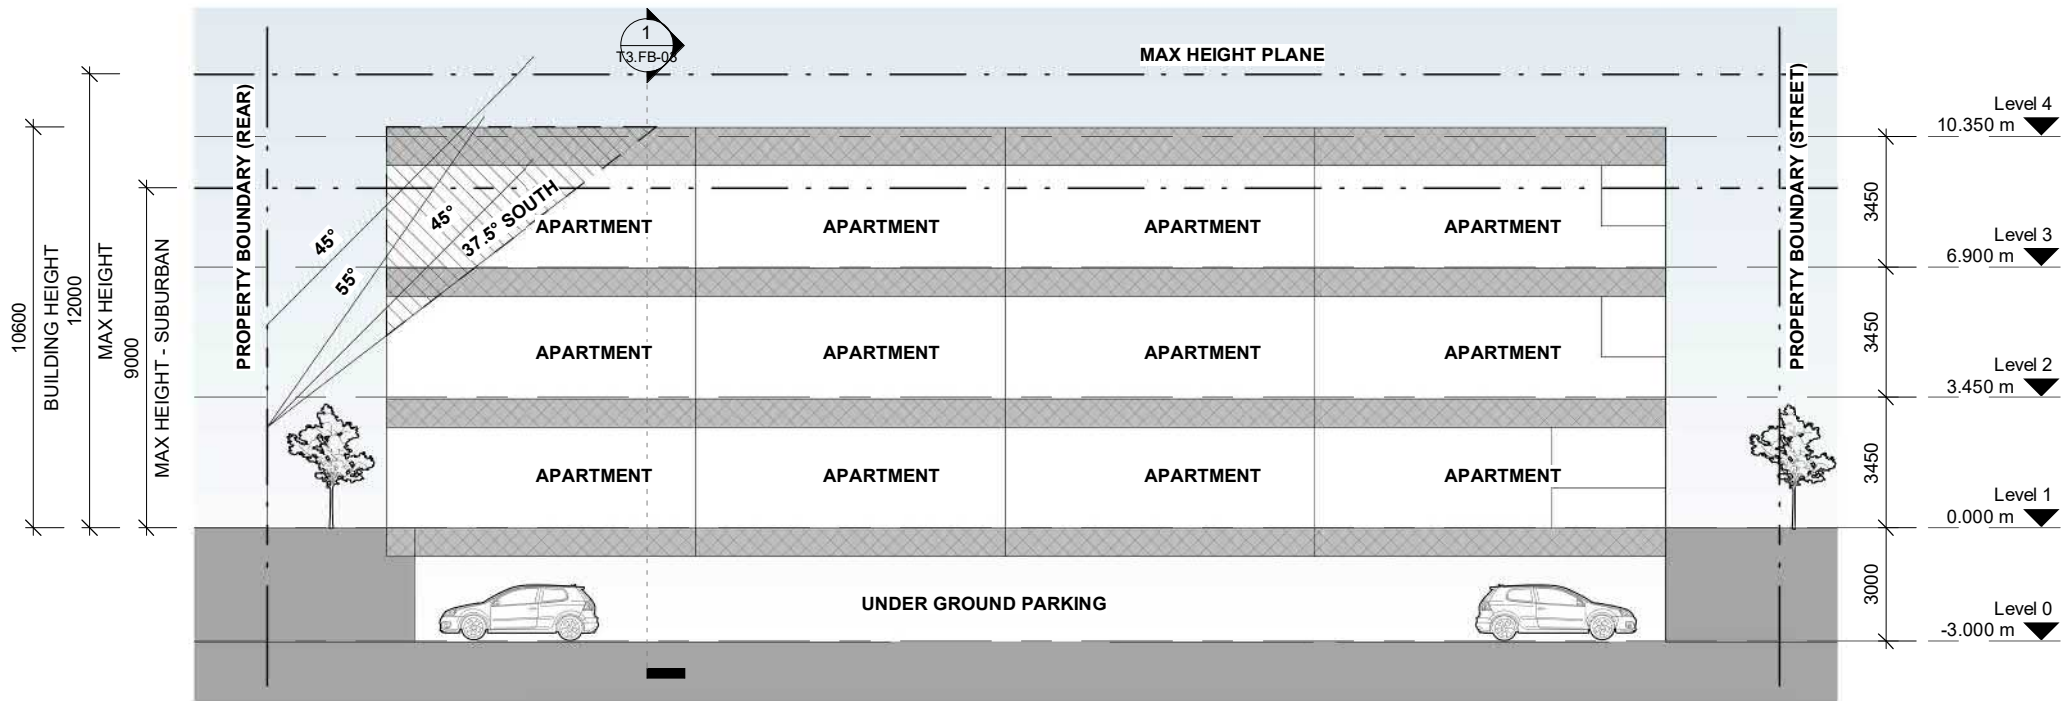 1
T3.FB-03
MAX HEIGHT PLANE
PROPERTY BOUNDARY (REAR)
PROPERTY BOUNDARY (STREET)
10600
BUILDING HEIGHT
12000
MAX HEIGHT
9000
MAX HEIGHT - SUBURBAN
45°
55°
45°
37.5° SOUTH
APARTMENT APARTMENT APARTMENT APARTMENT
APARTMENT APARTMENT APARTMENT APARTMENT
APARTMENT APARTMENT APARTMENT APARTMENT
UNDER GROUND PARKING
3450
3450
3450
3000
Level 4
10.350 m
Level 3
6.900 m
Level 2
3.450 m
Level 1
0.000 m
Level 0
-3.000 m